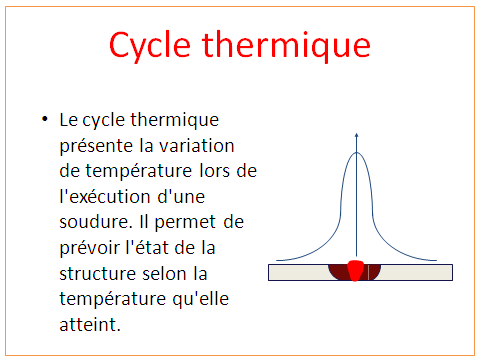 Cycle thermique
• Le cycle thermique
présente la variation
de température lors de
l'exécution d'une
soudure. Il permet de
prévoir l'état de la
structure selon la
température qu'elle
atteint.